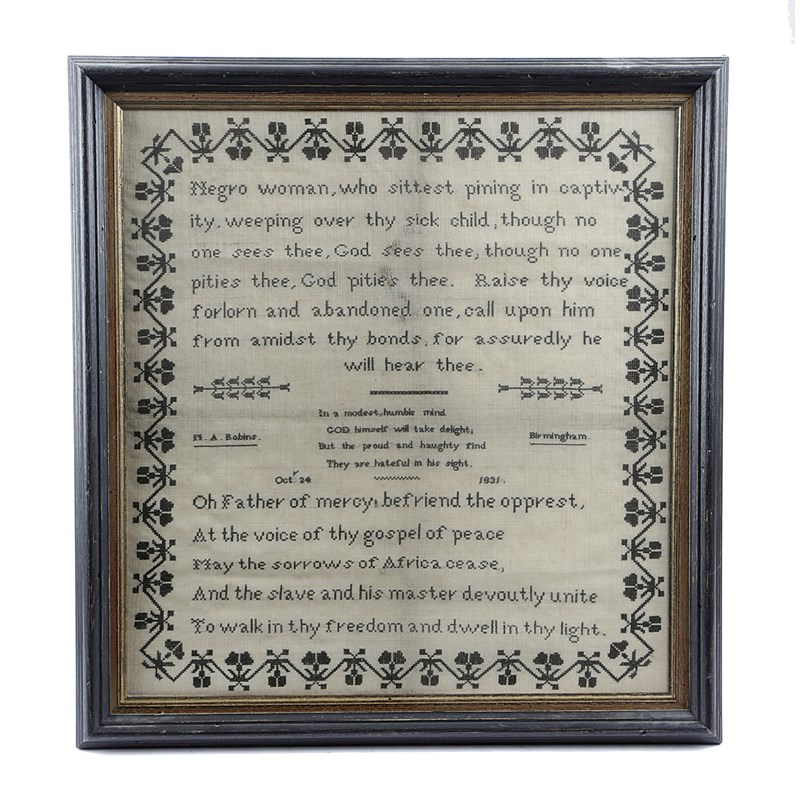 Negro woman, who sittest pining in captiv-
ity, weeping over thy sick child, though no
one sees thee, God sees thee, though no one
pities thee, God pities thee. Raise thy voice
forlorn and abandoned one, call upon him
from amidst thy bonds, for assuredly he
will hear thee.
In a modest, humble mind
GOD himself will take delight;
But the proud and haughty find
They are hateful in his sight.
A. Robins.
Birmingham
Octr 24 1831.
Oh Father of mercy! befriend the opprest,
At the voice of thy gospel of peace
May the sorrows of Africa cease,
And the slave and his master devoutly unite
To walk in thy freedom and dwell in thy light.